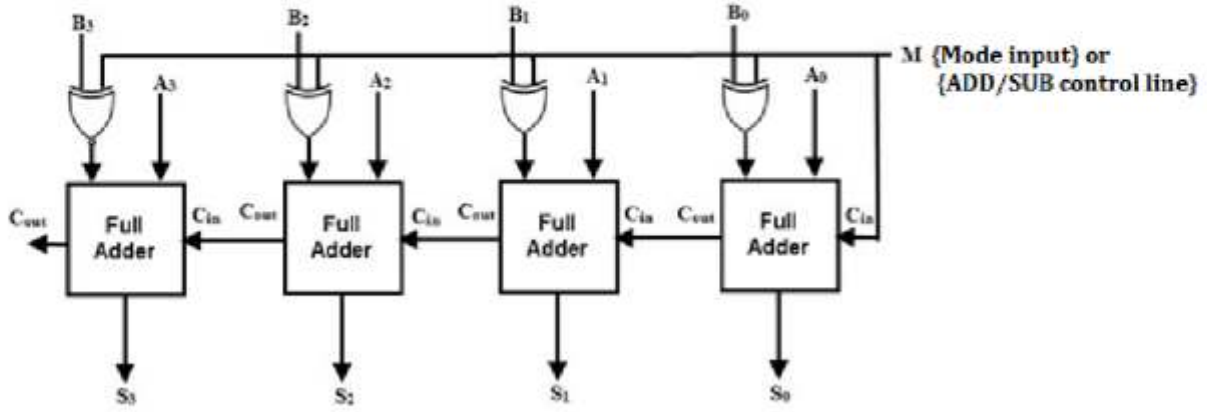 B₃ B₂ B₁ B₀
M {Mode input} or
{ADD/SUB control line}
A₃ A₂ A₁ A₀
Cout Full Adder Cin Cout Full Adder Cin Cout Full Adder Cin Cout Full Adder Cin
S₃ S₂ S₁ S₀